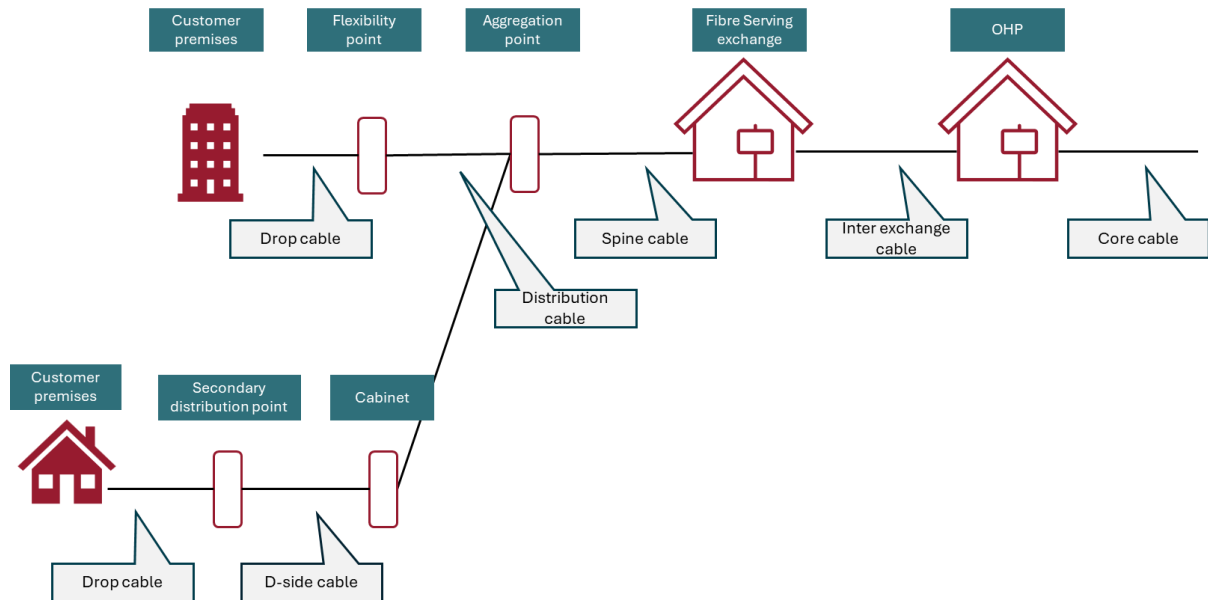 Customer
premises
Flexibility
point
Aggregation
point
Fibre Serving
exchange
OHP
Drop cable
Spine cable
Inter exchange
cable
Core cable
Distribution
cable
Customer
premises
Secondary
distribution point
Cabinet
Drop cable
D-side cable